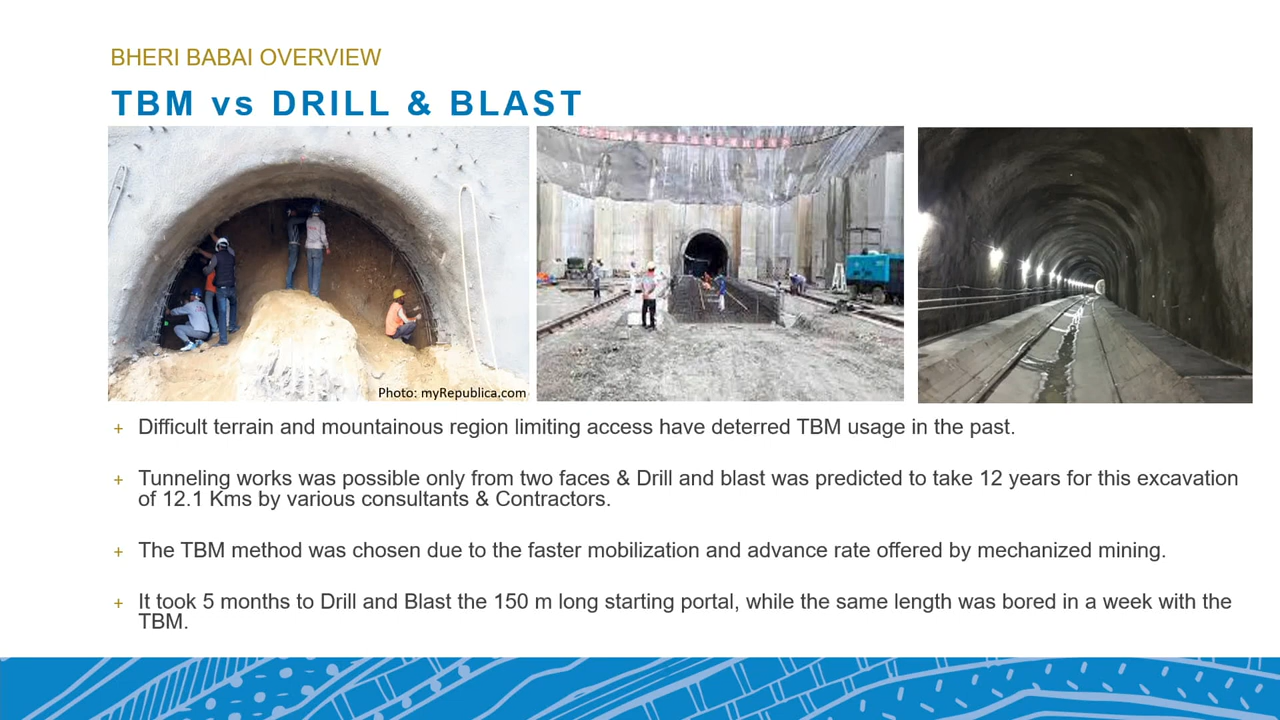 BHERI BABAI OVERVIEW
TBM vs DRILL & BLAST
Photo: myRepublica.com
+ Difficult terrain and mountainous region limiting access have deterred TBM usage in the past.
+ Tunneling works was possible only from two faces & Drill and blast was predicted to take 12 years for this excavation
of 12.1 Kms by various consultants & Contractors.
+ The TBM method was chosen due to the faster mobilization and advance rate offered by mechanized mining.
+ It took 5 months to Drill and Blast the 150 m long starting portal, while the same length was bored in a week with the
TBM.